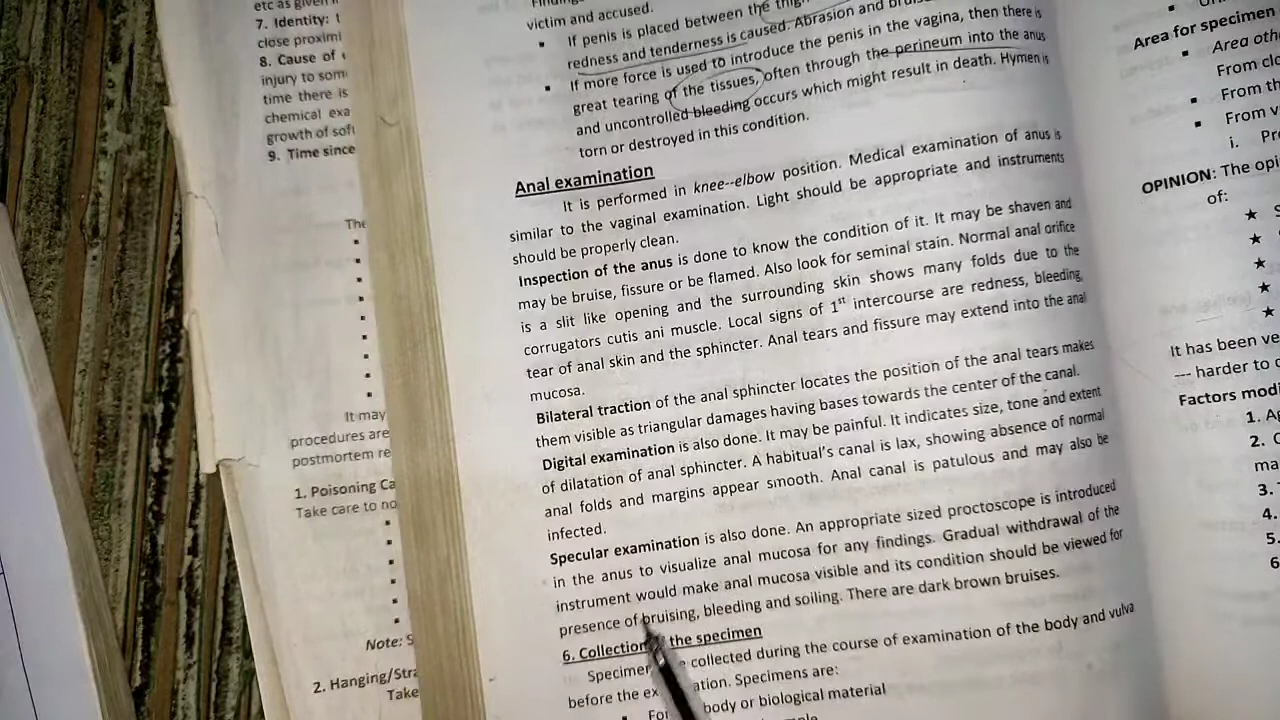 etc as given i
7. Identity: t
close proximi
8. Cause of
injury to som
time there is
chemical exa
growth of soft
9. Time since
The
It may
procedures are
postmortem re
1. Poisoning Ca
Take care to no
Note: S
2. Hanging/Stra
Take
victim and accused.
If penis is placed between the thig
redness and tenderness is caused. Abrasion and
If more force is used to introduce the penis in the vagina, then there is
great tearing of the tissues, often through the perineum into the anus
and uncontrolled bleeding occurs which might result in death. Hymen is
torn or destroyed in this condition.
Anal examination
It is performed in knee--elbow position. Medical examination of anus is
similar to the vaginal examination. Light should be appropriate and instruments
should be properly clean.
Inspection of the anus is done to know the condition of it. It may be shaven and
may be bruise, fissure or be flamed. Also look for seminal stain. Normal anal orifice
is a slit like opening and the surrounding skin shows many folds due to the
corrugators cutis ani muscle. Local signs of 1st intercourse are redness, bleeding,
tear of anal skin and the sphincter. Anal tears and fissure may extend into the anal
mucosa.
Bilateral traction of the anal sphincter locates the position of the anal tears makes
them visible as triangular damages having bases towards the center of the canal.
Digital examination is also done. It may be painful. It indicates size, tone and extent
of dilatation of anal sphincter. A habitual's canal is lax, showing absence of normal
anal folds and margins appear smooth. Anal canal is patulous and may also be
infected.
Specular examination is also done. An appropriate sized proctoscope is introduced
in the anus to visualize anal mucosa for any findings. Gradual withdrawal of the
instrument would make anal mucosa visible and its condition should be viewed for
presence of bruising, bleeding and soiling. There are dark brown bruises.
6. Collection the specimen
Specimen collected during the course of examination of the body and vulva
before the ex ation. Specimens are:
body or biological material
Area for specimen
Area oth
From clo
From th
From v
i. Pr
OPINION: The opi
of:
It has been ve
--- harder to
Factors mod
1. A
2.
ma
3.
4.
5.
6